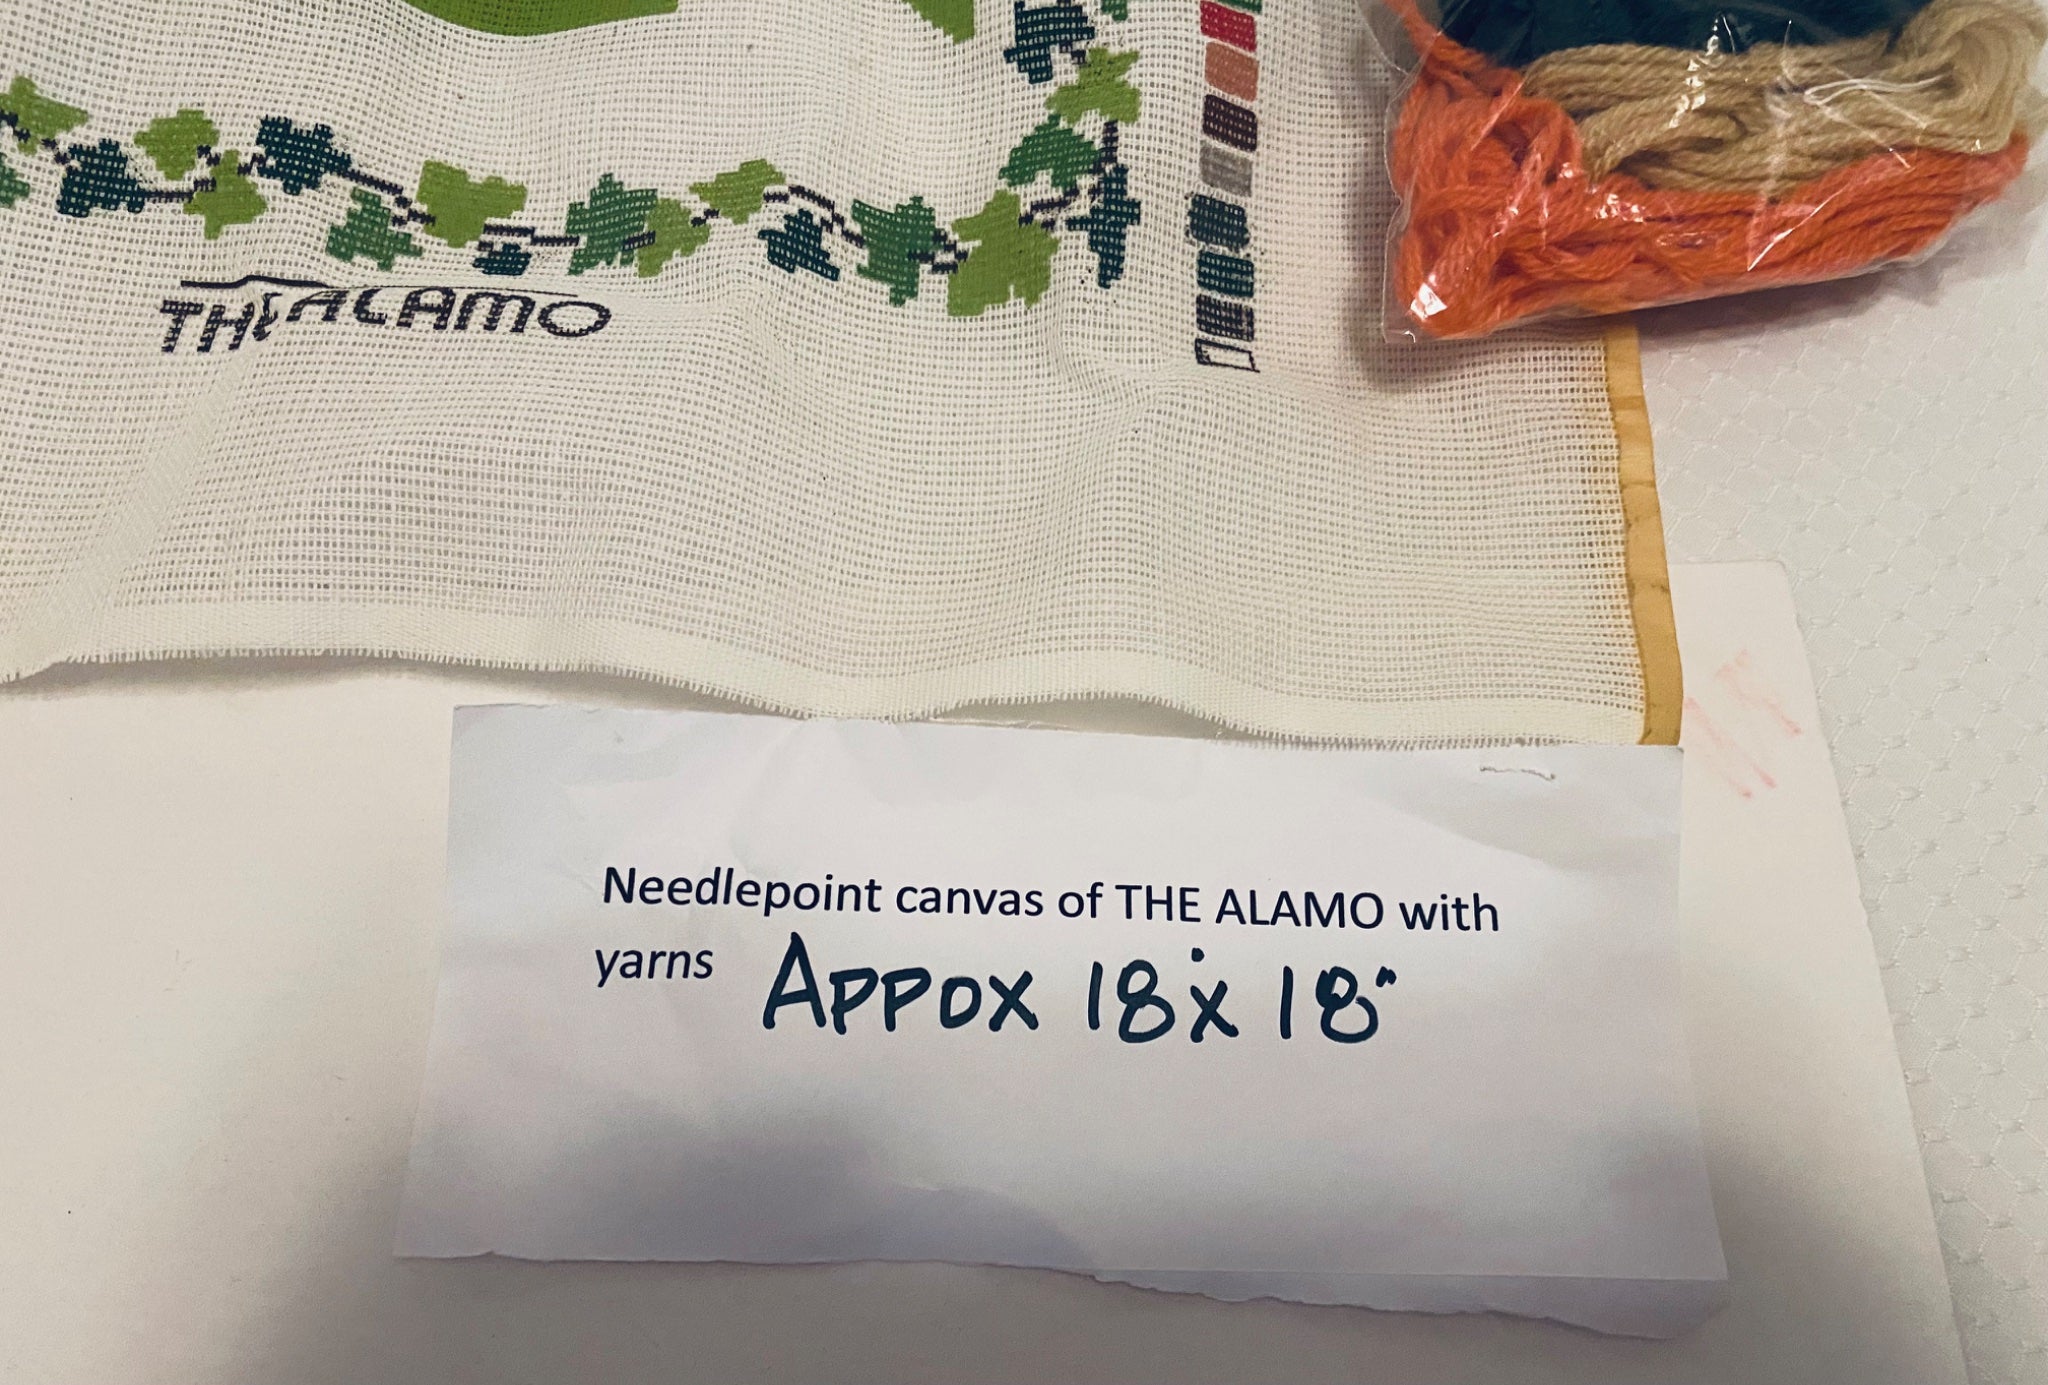 THE ALAMO
Needlepoint canvas of THE ALAMO with
yarns APPOX 18 x 18"